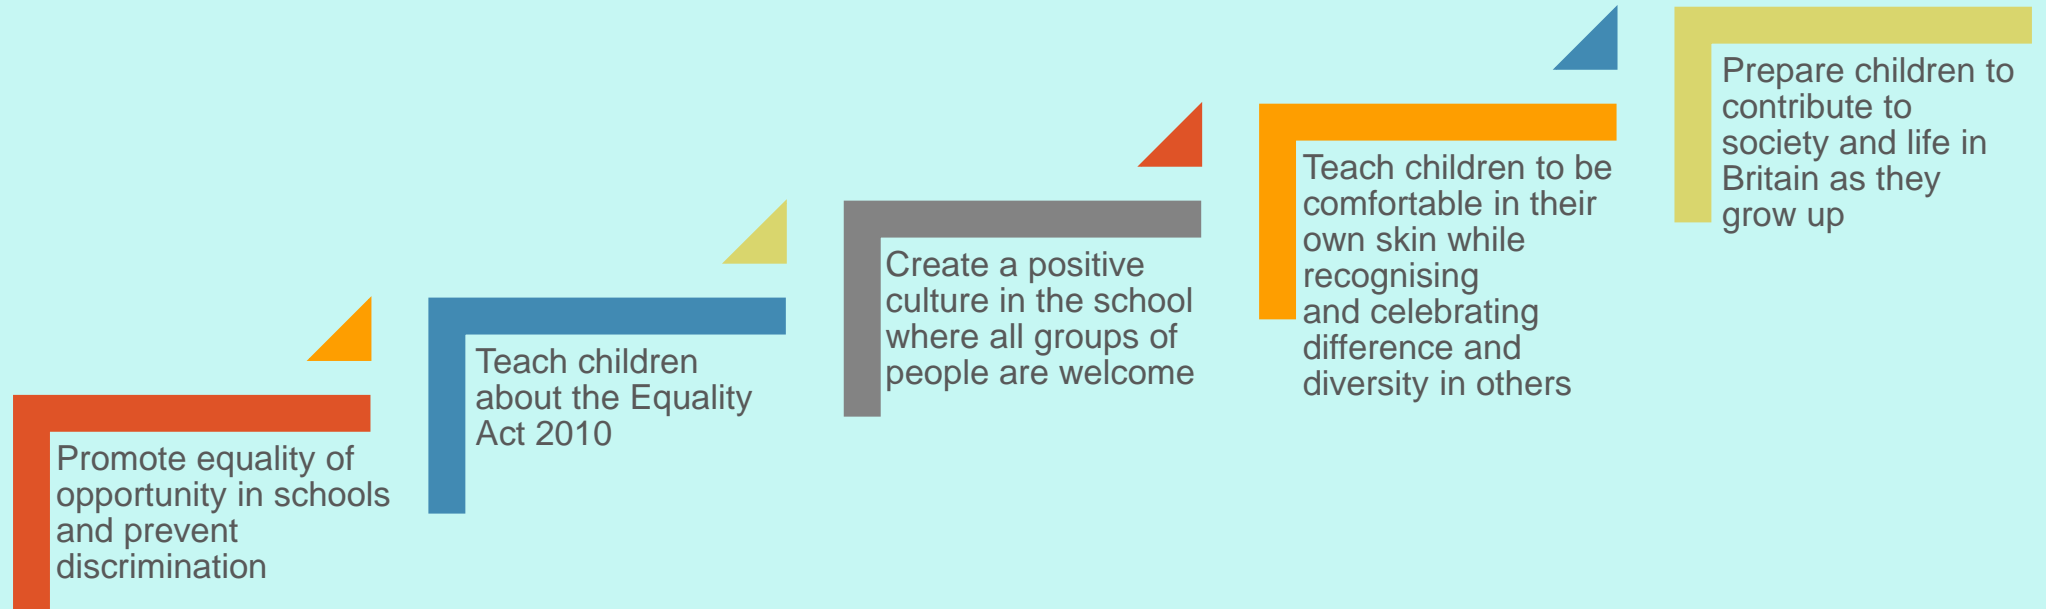 Promote equality of
opportunity in schools
and prevent
discrimination
Teach children
about the Equality
Act 2010
Create a positive
culture in the school
where all groups of
people are welcome
Teach children to be
comfortable in their
own skin while
recognising
and celebrating
difference and
diversity in others
Prepare children to
contribute to
society and life in
Britain as they
grow up